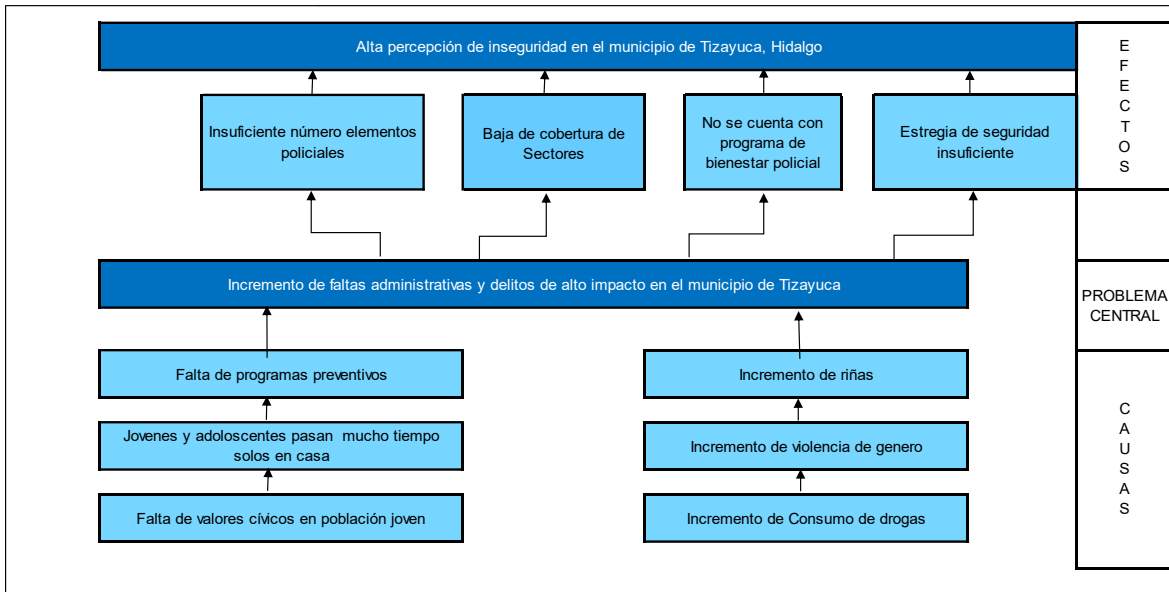 Alta percepción de inseguridad en el municipio de Tizayuca, Hidalgo
E
F
E
C
T
O
S
Insuficiente número elementos
policiales
Baja de cobertura de
Sectores
No se cuenta con
programa de
bienestar policial
Estregia de seguridad
insuficiente
Incremento de faltas administrativas y delitos de alto impacto en el municipio de Tizayuca
PROBLEMA
CENTRAL
Falta de programas preventivos
Incremento de riñas
Jovenes y adoloscentes pasan mucho tiempo
solos en casa
Incremento de violencia de genero
Falta de valores cívicos en población joven
Incremento de Consumo de drogas
C
A
U
S
A
S